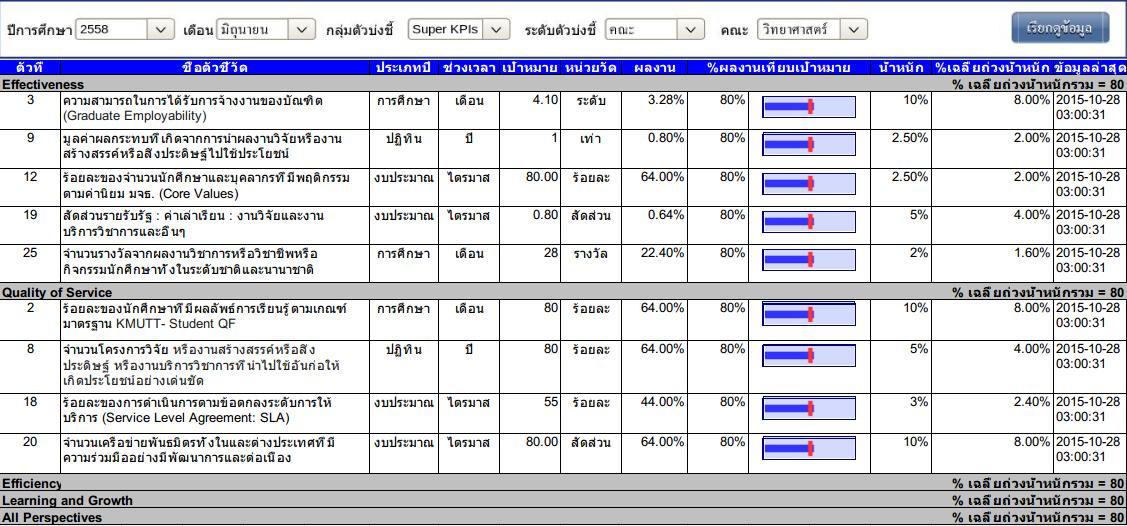 ปีการศึกษา 2558 เดือน มิถุนายน กลุ่มตัวบ่งชี้ Super KPIs ระดับตัวบ่งชี้ คณะ คณะ วิทยาศาสตร์ เรียกดูข้อมูล
ตัวที่ ชื่อตัวชี้วัด ประเภทปี ช่วงเวลา เป้าหมาย หน่วยวัด ผลงาน %ผลงานเทียบเป้าหมาย น้ำหนัก %เฉลี่ยถ่วงน้ำหนัก ข้อมูลล่าสุด
Effectiveness % เฉลี่ยถ่วงน้ำหนักรวม = 80
3 ความสามารถในการได้รับการจ้างงานของบัณฑิต การศึกษา เดือน 4.10 ระดับ 3.28% 80% 10% 8.00% 2015-10-28
(Graduate Employability) 03:00:31
9 มูลค่าผลกระทบที่เกิดจากการนำผลงานวิจัยหรืองาน ปฏิทิน ปี 1 เท่า 0.80% 80% 2.50% 2.00% 2015-10-28
สร้างสรรค์หรือสิ่งประดิษฐ์ไปใช้ประโยชน์ 03:00:31
12 ร้อยละของจำนวนนักศึกษาและบุคลากรที่มีพฤติกรรม งบประมาณ ไตรมาส 80.00 ร้อยละ 64.00% 80% 2.50% 2.00% 2015-10-28
ตามค่านิยม มจธ. (Core Values) 03:00:31
19 สัดส่วนรายรับรัฐ : ค่าเล่าเรียน : งานวิจัยและงาน งบประมาณ ไตรมาส 0.80 สัดส่วน 0.64% 80% 5% 4.00% 2015-10-28
บริการวิชาการและอื่นๆ 03:00:31
25 จำนวนรางวัลจากผลงานวิชาการหรือวิชาชีพหรือ การศึกษา เดือน 28 รางวัล 22.40% 80% 2% 1.60% 2015-10-28
กิจกรรมนักศึกษาทั้งในระดับชาติและนานาชาติ 03:00:31
Quality of Service % เฉลี่ยถ่วงน้ำหนักรวม = 80
2 ร้อยละของนักศึกษาที่มีผลลัพธ์การเรียนรู้ตามเกณฑ์ การศึกษา เดือน 80 ร้อยละ 64.00% 80% 10% 8.00% 2015-10-28
มาตรฐาน KMUTT- Student QF 03:00:31
8 จำนวนโครงการวิจัย หรืองานสร้างสรรค์หรือสิ่ง ปฏิทิน ปี 80 ร้อยละ 64.00% 80% 5% 4.00% 2015-10-28
ประดิษฐ์ หรืองานบริการวิชาการที่นำไปใช้อันก่อให้ 03:00:31
เกิดประโยชน์อย่างเด่นชัด
18 ร้อยละของการดำเนินการตามข้อตกลงระดับการให้ งบประมาณ ไตรมาส 55 ร้อยละ 44.00% 80% 3% 2.40% 2015-10-28
บริการ (Service Level Agreement: SLA) 03:00:31
20 จำนวนเครือข่ายพันธมิตรทั้งในและต่างประเทศที่มี งบประมาณ ไตรมาส 80.00 สัดส่วน 64.00% 80% 10% 8.00% 2015-10-28
ความร่วมมืออย่างมีพัฒนาการและต่อเนื่อง 03:00:31
Efficiency % เฉลี่ยถ่วงน้ำหนักรวม = 80
Learning and Growth % เฉลี่ยถ่วงน้ำหนักรวม = 80
All Perspectives % เฉลี่ยถ่วงน้ำหนักรวม = 80